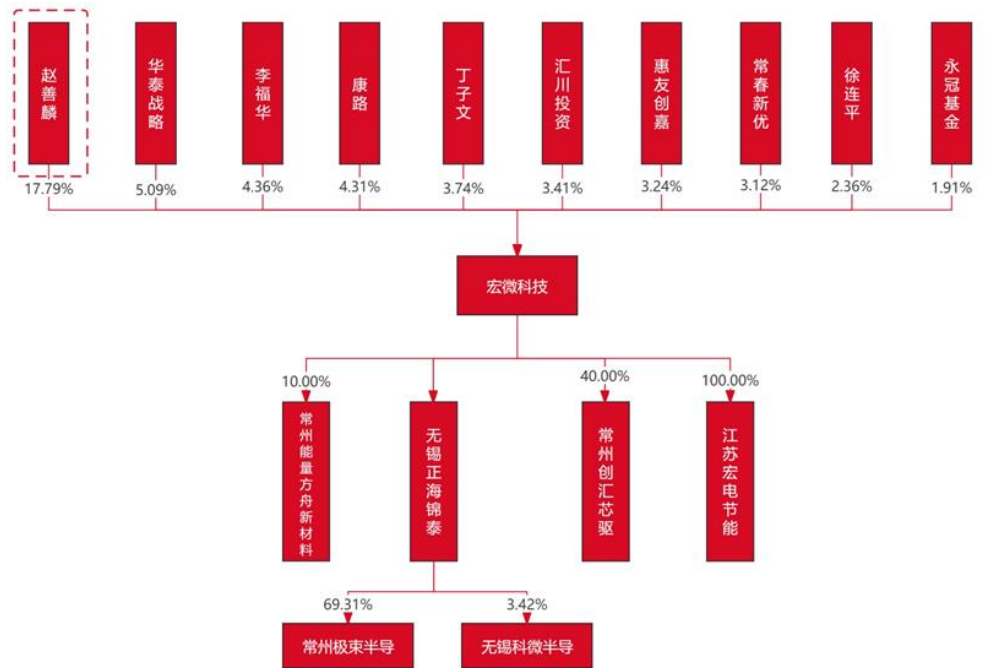 赵善麟
华泰战略
李福华
康路
丁子文
汇川投资
惠友创嘉
常春新优
徐连平
永冠基金
17.79%
5.09%
4.36%
4.31%
3.74%
3.41%
3.24%
3.12%
2.36%
1.91%
宏微科技
10.00%
40.00%
100.00%
常州能量方舟新材料
无锡正海锦泰
常州创汇芯驱
江苏宏电节能
69.31%
3.42%
常州极束半导
无锡科微半导